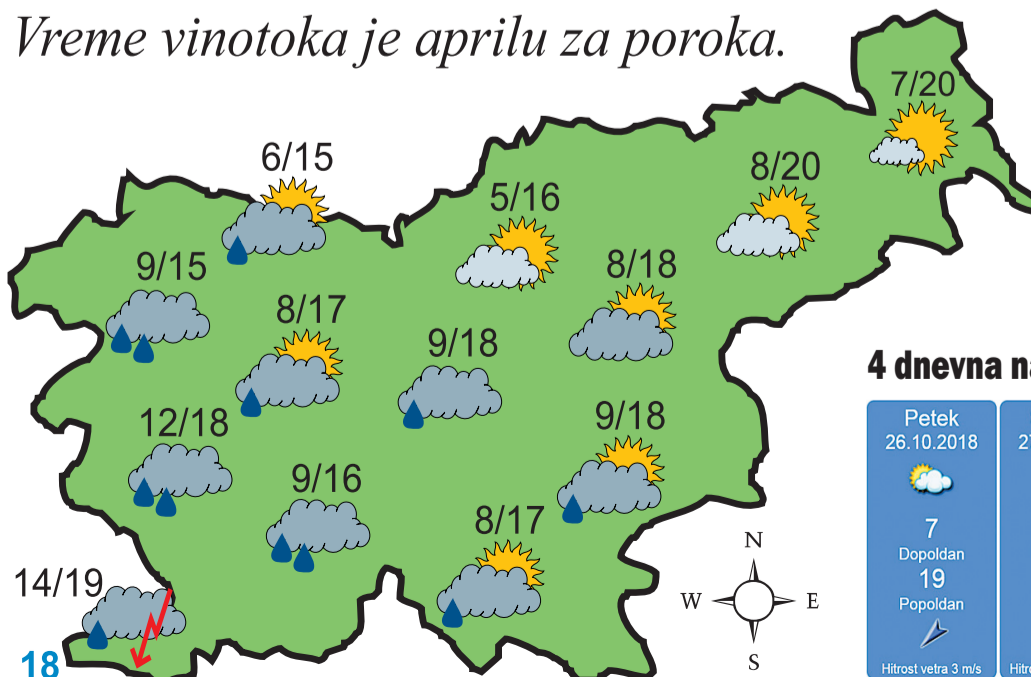 Vreme vinotoka je aprilu za poroka.
7/20
6/15
8/20
5/16
9/15
8/18
8/17
9/18
12/18
9/18
9/16
8/17
14/19
18
N
W E
S
4 dnevna na
Petek
26.10.2018
7
Dopoldan
19
Popoldan
Hitrost vetra 3 m/s
27
Hitro